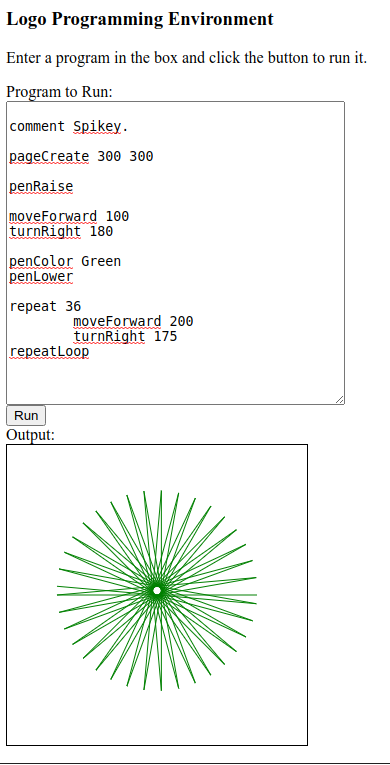 Logo Programming Environment
Enter a program in the box and click the button to run it.
Program to Run:
comment Spikey.
pageCreate 300 300
penRaise
moveForward 100
turnRight 180
penColor Green
penLower
repeat 36
moveForward 200
turnRight 175
repeatLoop
Run
Output: